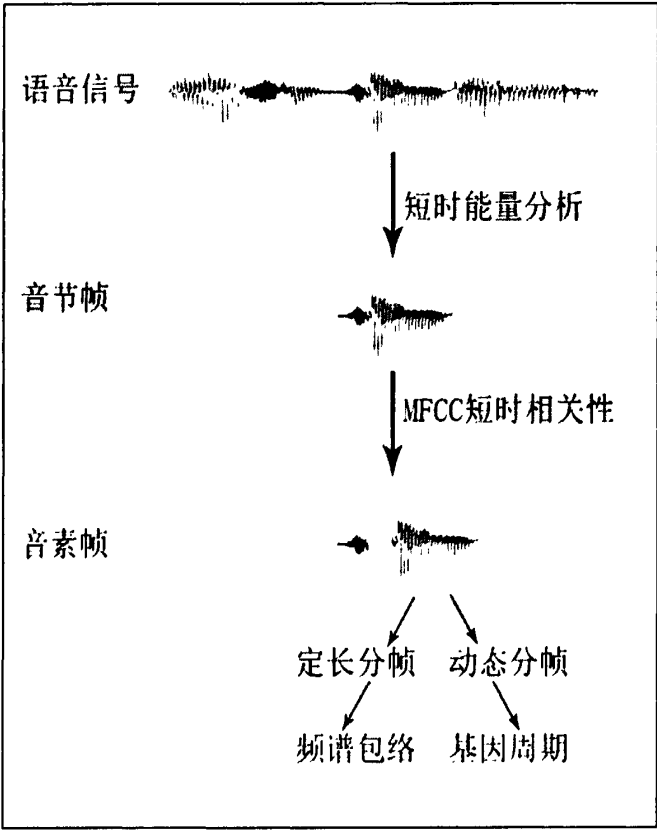 语音信号
短时能量分析
音节帧
MFCC短时相关性
音素帧
定长分帧 动态分帧
频谱包络 基因周期